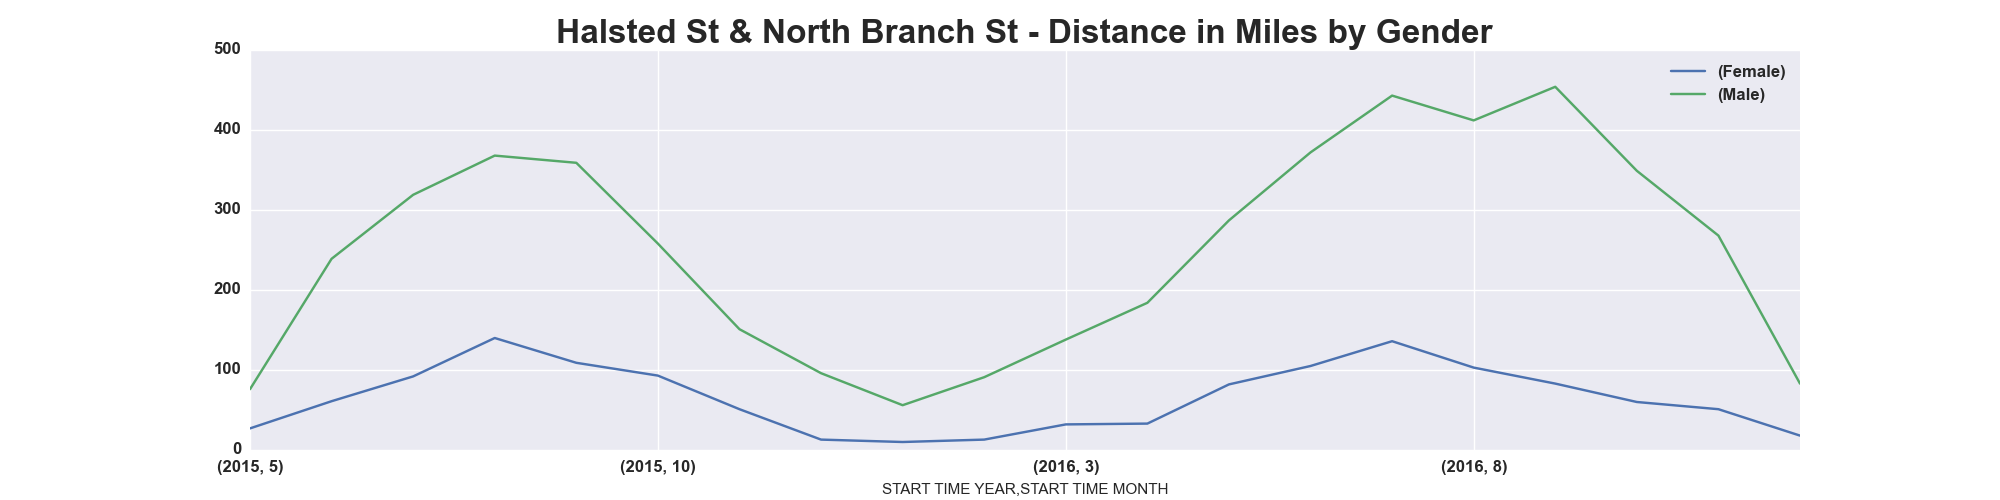 Halsted St & North Branch St - Distance in Miles by Gender
500
400
300
200
100
0
(Female)
(Male)
(2015, 5) (2015, 10) (2016, 3) (2016, 8)
START TIME YEAR,START TIME MONTH